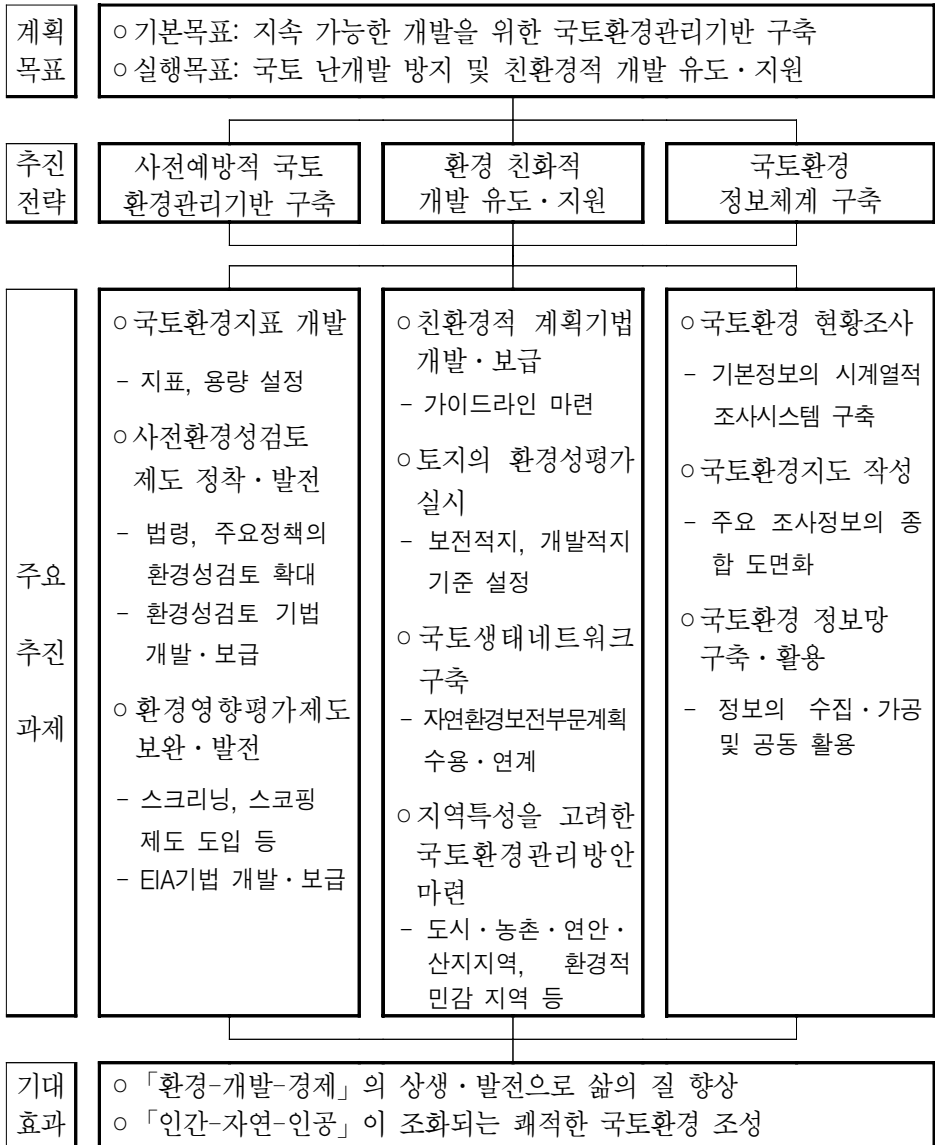 계획
목표
○기본목표: 지속 가능한 개발을 위한 국토환경관리기반 구축
○실행목표: 국토 난개발 방지 및 친환경적 개발 유도・지원
추진
전략
사전예방적 국토
환경관리기반 구축
환경 친화적
개발 유도・지원
국토환경
정보체계 구축
주요
추진
과제
○국토환경지표 개발
- 지표, 용량 설정
○사전환경성검토
제도 정착・발전
- 법령, 주요정책의
환경성검토 확대
- 환경성검토 기법
개발・보급
○환경영향평가제도
보완・발전
- 스크리닝, 스코핑
제도 도입 등
- EIA기법 개발・보급
○친환경적 계획기법
개발・보급
- 가이드라인 마련
○토지의 환경성평가
실시
- 보전적지, 개발적지
기준 설정
○국토생태네트워크
구축
- 자연환경보전부문계획
수용・연계
○지역특성을 고려한
국토환경관리방안
마련
- 도시・농촌・연안・
산지지역, 환경적
민감 지역 등
○국토환경 현황조사
- 기본정보의 시계열적
조사시스템 구축
○국토환경지도 작성
- 주요 조사정보의 종
합 도면화
○국토환경 정보망
구축・활용
- 정보의 수집・가공
및 공동 활용
기대
효과
○「환경-개발-경제」의 상생・발전으로 삶의 질 향상
○「인간-자연-인공」이 조화되는 쾌적한 국토환경 조성